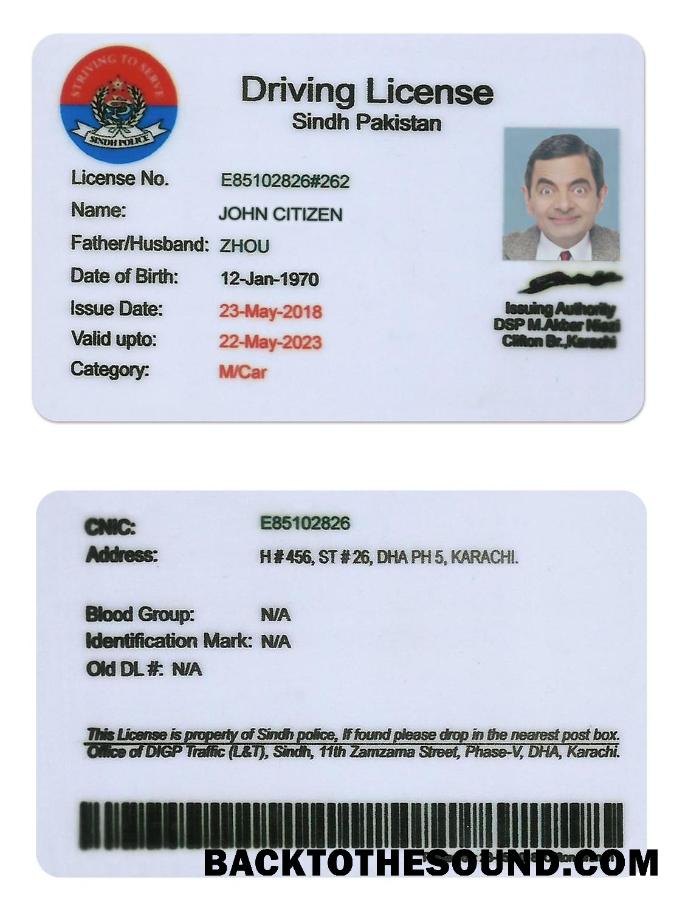 STRIVING TO SERVE
SINDH POLICE
Driving License
Sindh Pakistan
License No. E85102826#262
Name: JOHN CITIZEN
Father/Husband: ZHOU
Date of Birth: 12-Jan-1970
Issue Date: 23-May-2018
Valid upto: 22-May-2023
Category: M/Car
Issuing Authority
DSP M.Akbar Niazi
Clifton Br.,Karachi
CNIC: E85102826
Address: H # 456, ST # 26, DHA PH 5, KARACHI.
Blood Group: N/A
Identification Mark: N/A
Old DL #: N/A
This License is property of Sindh police, If found please drop in the nearest post box.
Office of DIGP Traffic (L&T), Sindh, 11th Zamzama Street, Phase-V, DHA, Karachi.
BACKTOTHESOUND.COM